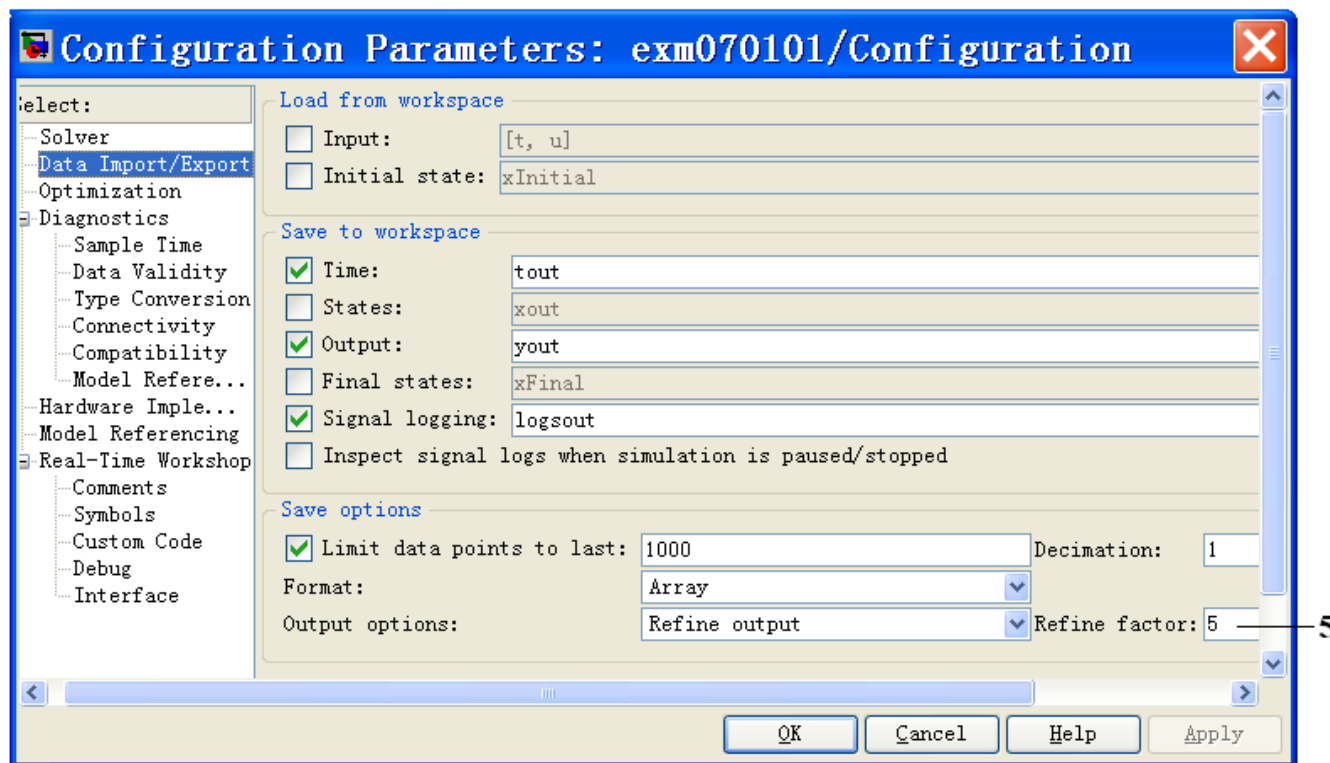 Configuration Parameters: exm070101/Configuration
elect:
Solver
Data Import/Export
Optimization
Diagnostics
Sample Time
Data Validity
Type Conversion
Connectivity
Compatibility
Model Refere...
Hardware Imple...
Model Referencing
Real-Time Workshop
Comments
Symbols
Custom Code
Debug
Interface
Load from workspace
Input: [t, u]
Initial state: xInitial
Save to workspace
Time: tout
States: xout
Output: yout
Final states: xFinal
Signal logging: logsout
Inspect signal logs when simulation is paused/stopped
Save options
Limit data points to last: 1000 Decimation: 1
Format: Array
Output options: Refine output Refine factor: 5 5
OK Cancel Help Apply